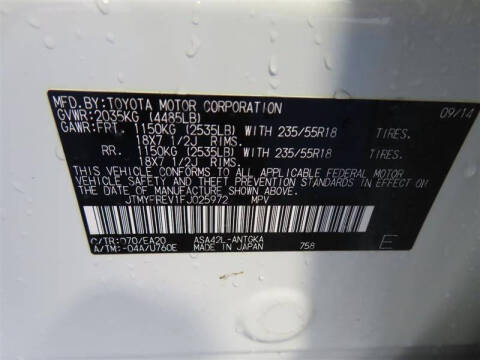 MFD.BY:TOYOTA MOTOR CORPORATION 09/14
GVWR:2035KG (4485LB)
GAWR:FRT. 1150KG (2535LB) WITH 235/55R18 TIRES,
18X7 1/2J RIMS.
RR. 1150KG (2535LB) WITH 235/55R18 TIRES,
18X7 1/2J RIMS.
THIS VEHICLE CONFORMS TO ALL APPLICABLE FEDERAL MOTOR
VEHICLE SAFETY AND THEFT PREVENTION STANDARDS IN EFFECT ON
THE DATE OF MANUFACTURE SHOWN ABOVE.
JTMYFREV1FJ025972 MPV
C/TR:070/EA20 ASA42L-ANTGKA
A/TM:-04A/U760E MADE IN JAPAN 758 E